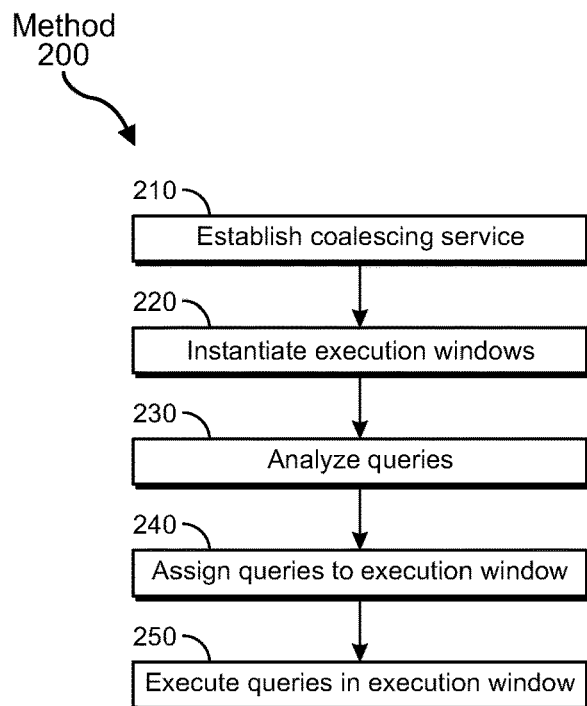 Method
200
210
Establish coalescing service
220
Instantiate execution windows
230
Analyze queries
240
Assign queries to execution window
250
Execute queries in execution window